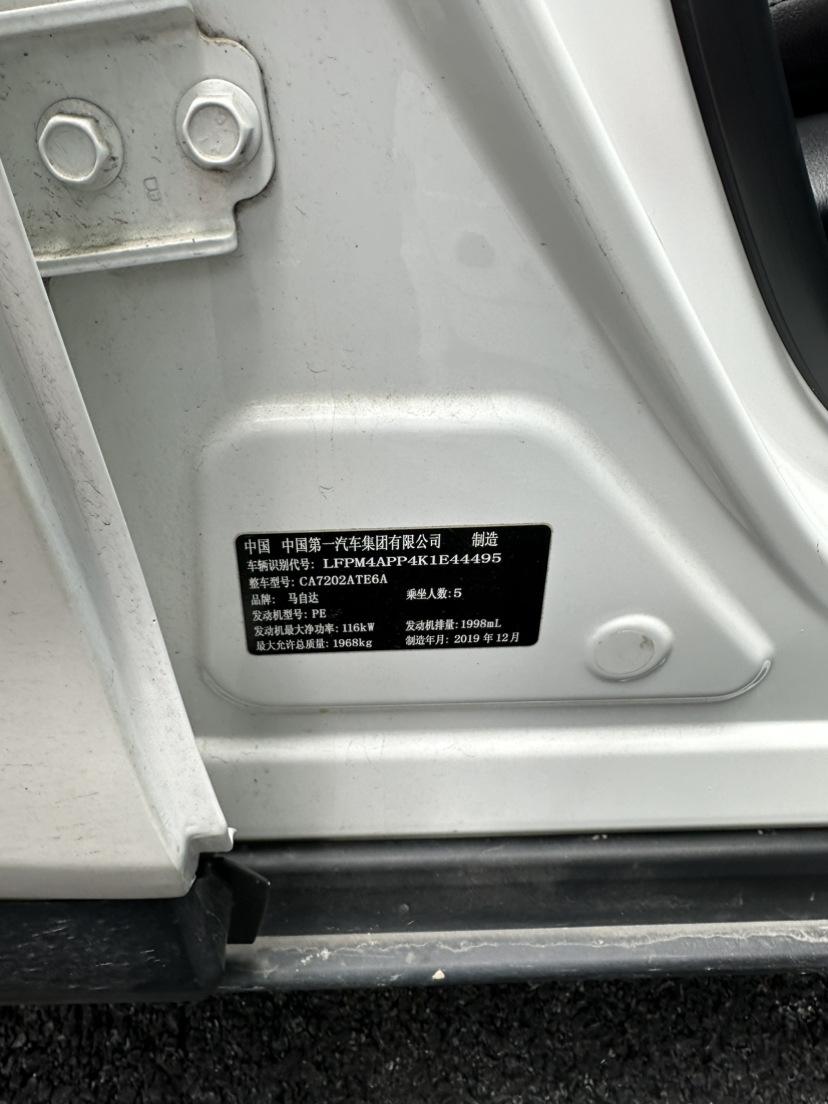 中国 中国第一汽车集团有限公司 制造
车辆识别代号: LFPM4APP4K1E44495
整车型号: CA7202ATE6A
品牌: 马自达 乘坐人数: 5
发动机型号: PE
发动机最大净功率: 116kW 发动机排量: 1998mL
最大允许总质量: 1968kg 制造年月: 2019 年 12月